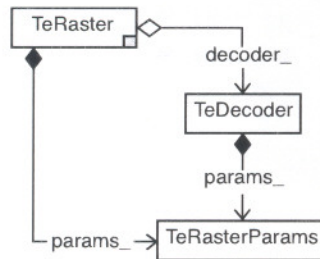 TeRaster
decoder_
TeDecoder
params_
params_
TeRasterParams